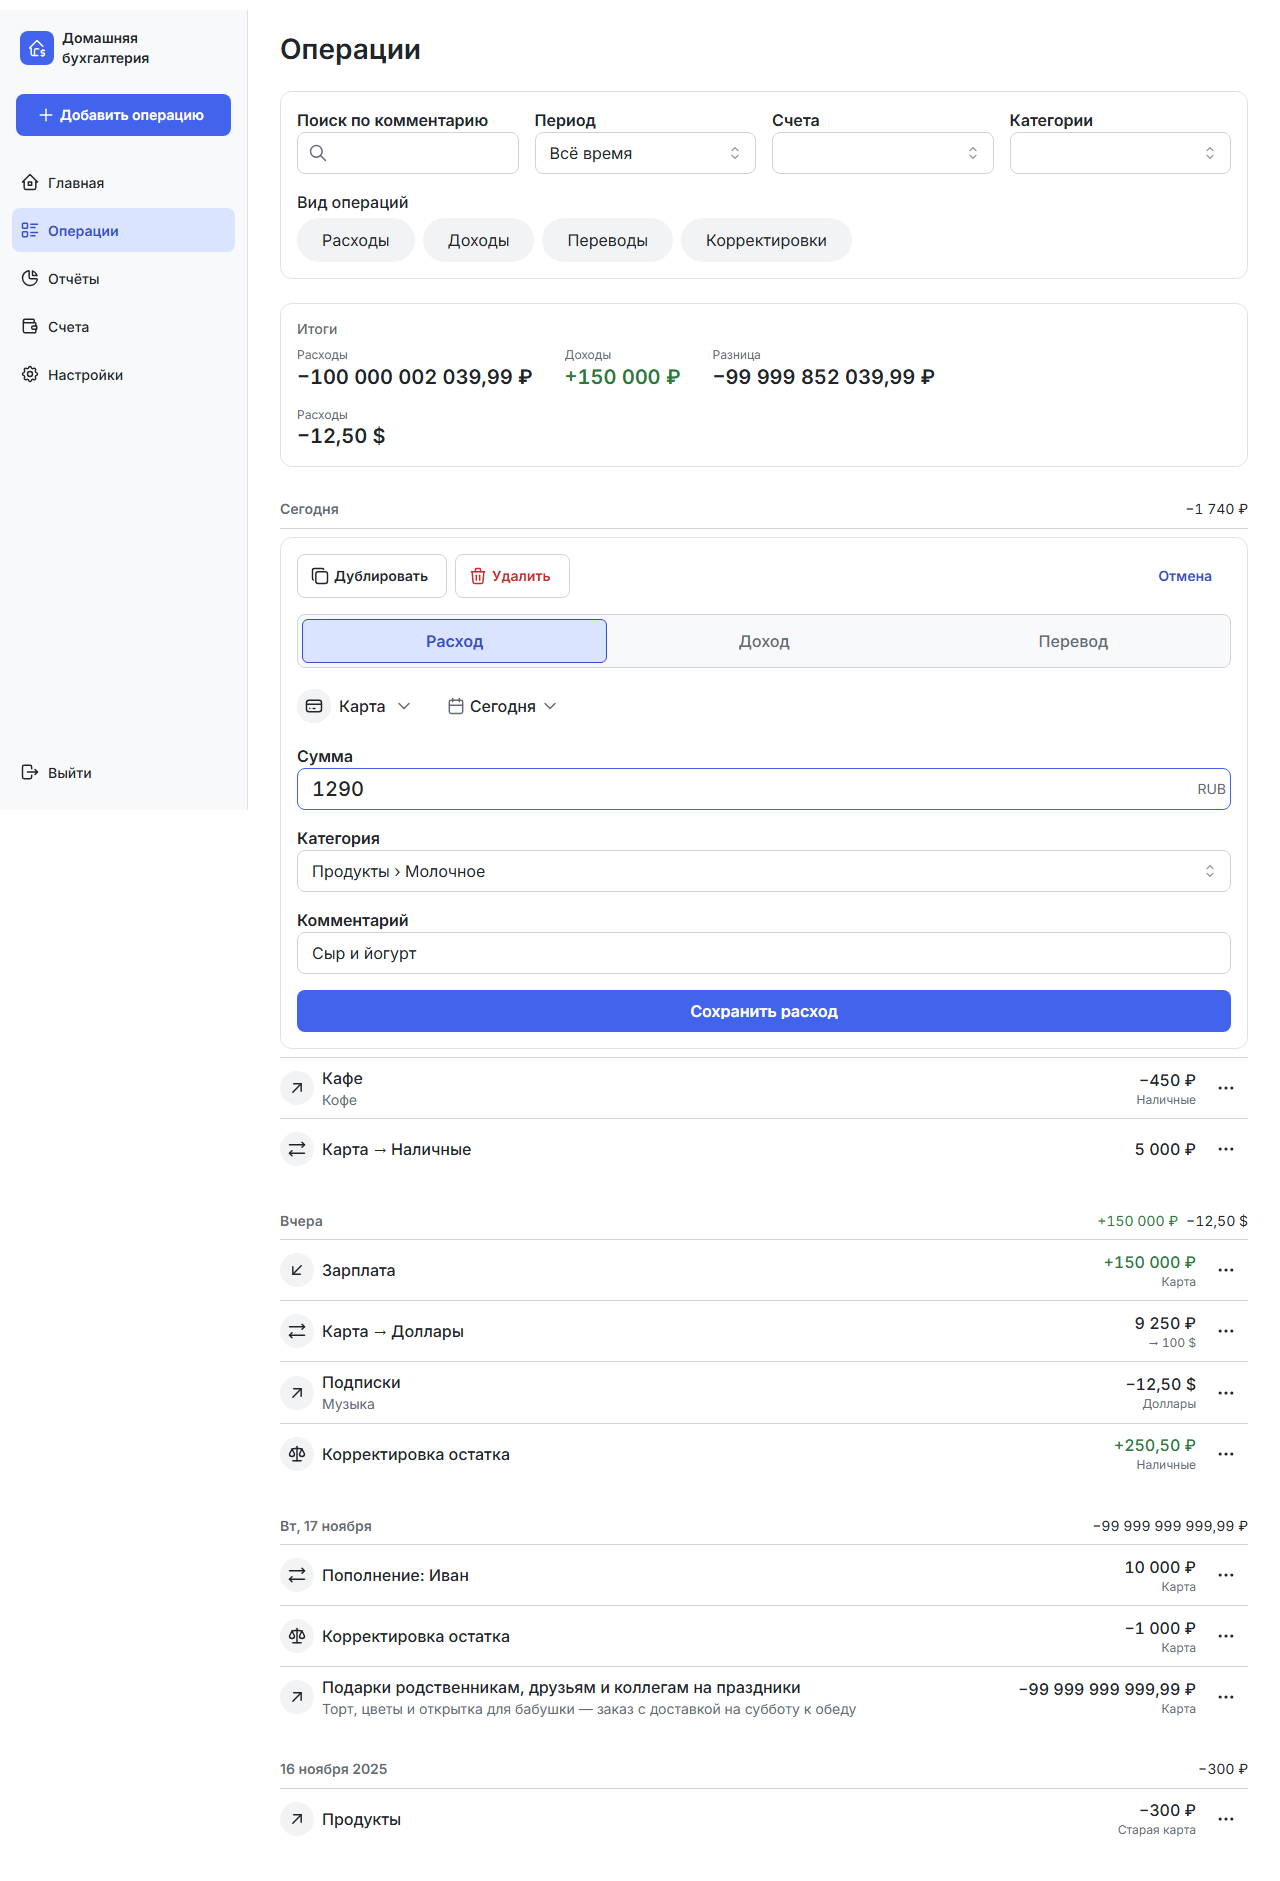 Домашняя
бухгалтерия
Добавить операцию
Главная
Операции
Отчёты
Счета
Настройки
Выйти
Операции
Поиск по комментарию
Период
Счета
Категории
Всё время
Вид операций
Расходы
Доходы
Переводы
Корректировки
Итоги
Расходы
−100 000 002 039,99 ₽
Доходы
+150 000 ₽
Разница
−99 999 852 039,99 ₽
Расходы
−12,50 $
Сегодня
−1 740 ₽
Дублировать
Удалить
Отмена
Расход
Доход
Перевод
Карта
Сегодня
Сумма
1290
RUB
Категория
Продукты › Молочное
Комментарий
Сыр и йогурт
Сохранить расход
Кафе
Кофе
−450 ₽
Наличные
Карта → Наличные
5 000 ₽
Вчера
+150 000 ₽ −12,50 $
Зарплата
+150 000 ₽
Карта
Карта → Доллары
9 250 ₽
→ 100 $
Подписки
Музыка
−12,50 $
Доллары
Корректировка остатка
+250,50 ₽
Наличные
Вт, 17 ноября
−99 999 999 999,99 ₽
Пополнение: Иван
10 000 ₽
Карта
Корректировка остатка
−1 000 ₽
Карта
Подарки родственникам, друзьям и коллегам на праздники
Торт, цветы и открытка для бабушки — заказ с доставкой на субботу к обеду
−99 999 999 999,99 ₽
Карта
16 ноября 2025
−300 ₽
Продукты
−300 ₽
Старая карта